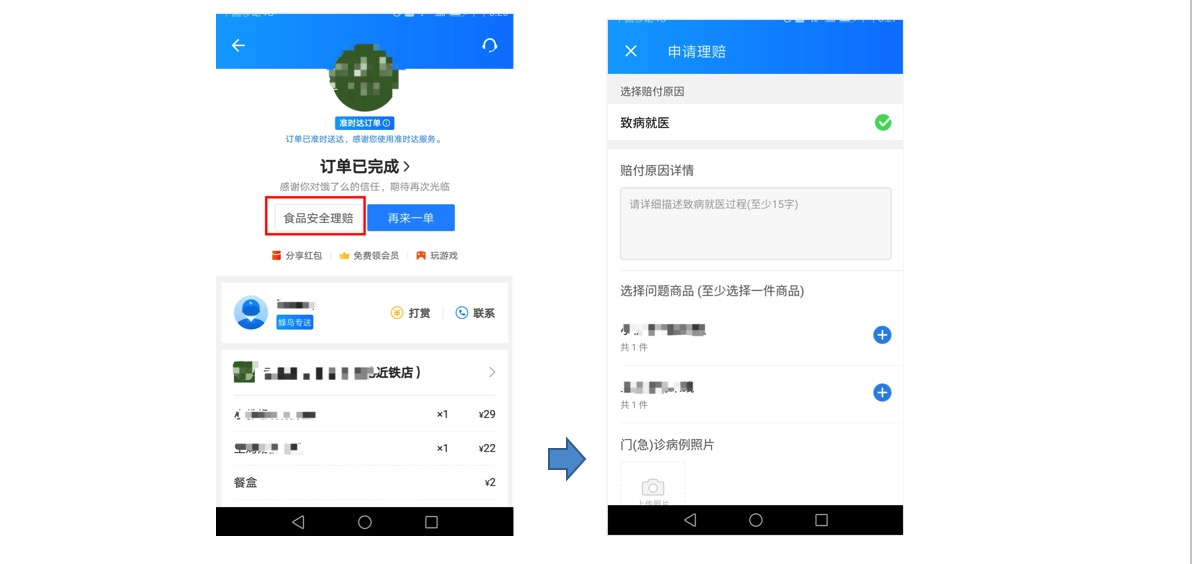 准时达订单
订单已准时送达，感谢您使用准时达服务。
订单已完成
感谢你对饿了么的信任，期待再次光临
食品安全理赔
再来一单
分享红包
免费领会员
玩游戏
蜂鸟专送
打赏
联系
近铁店）
×1 ¥29
×1 ¥22
餐盒 ¥2
申请理赔
选择赔付原因
致病就医
赔付原因详情
请详细描述致病就医过程(至少15字)
选择问题商品 (至少选择一件商品)
共 1 件
共 1 件
门(急)诊病例照片
上传照片